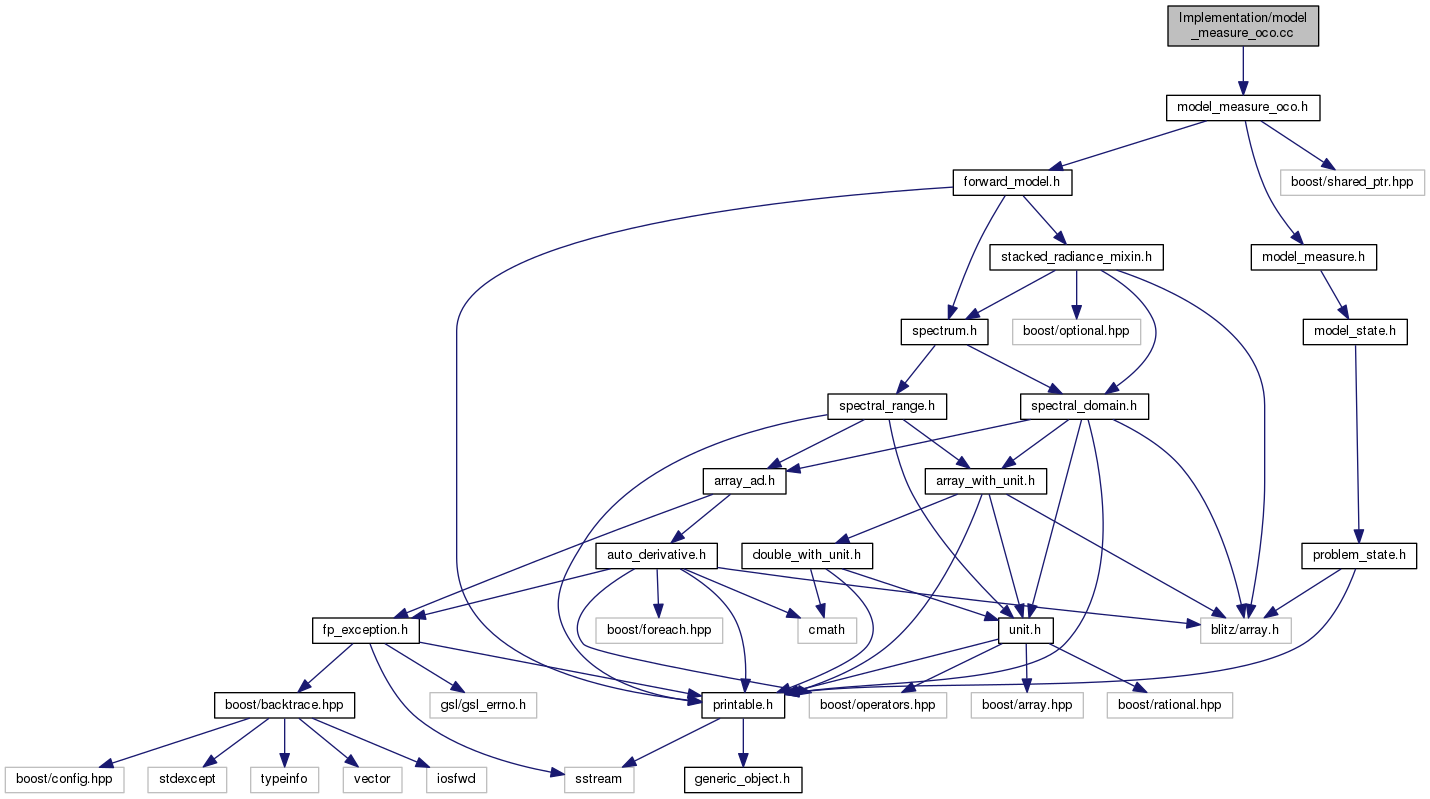 Implementation/model
_measure_oco.cc
model_measure_oco.h
forward_model.h
boost/shared_ptr.hpp
stacked_radiance_mixin.h
model_measure.h
spectrum.h
boost/optional.hpp
model_state.h
spectral_range.h
spectral_domain.h
array_ad.h
array_with_unit.h
auto_derivative.h
double_with_unit.h
problem_state.h
fp_exception.h
boost/foreach.hpp
cmath
unit.h
blitz/array.h
boost/backtrace.hpp
gsl/gsl_errno.h
printable.h
boost/operators.hpp
boost/array.hpp
boost/rational.hpp
boost/config.hpp
stdexcept
typeinfo
vector
iosfwd
sstream
generic_object.h